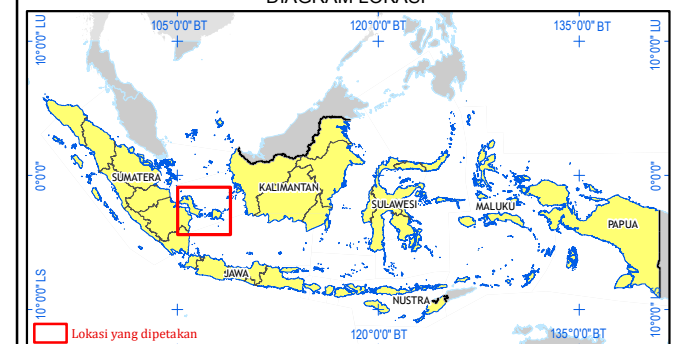 DIAGRAM LOKASI
105°0'0" BT
120°0'0" BT
135°0'0" BT
10°0'0" LU
10°0'0" LU
0°0'0"
0°0'0"
SUMATERA
KALIMANTAN
SULAWESI
MALUKU
PAPUA
JAWA
NUSTRA
10°0'0" LS
10°0'0" LS
Lokasi yang dipetakan
120°0'0" BT
135°0'0" BT